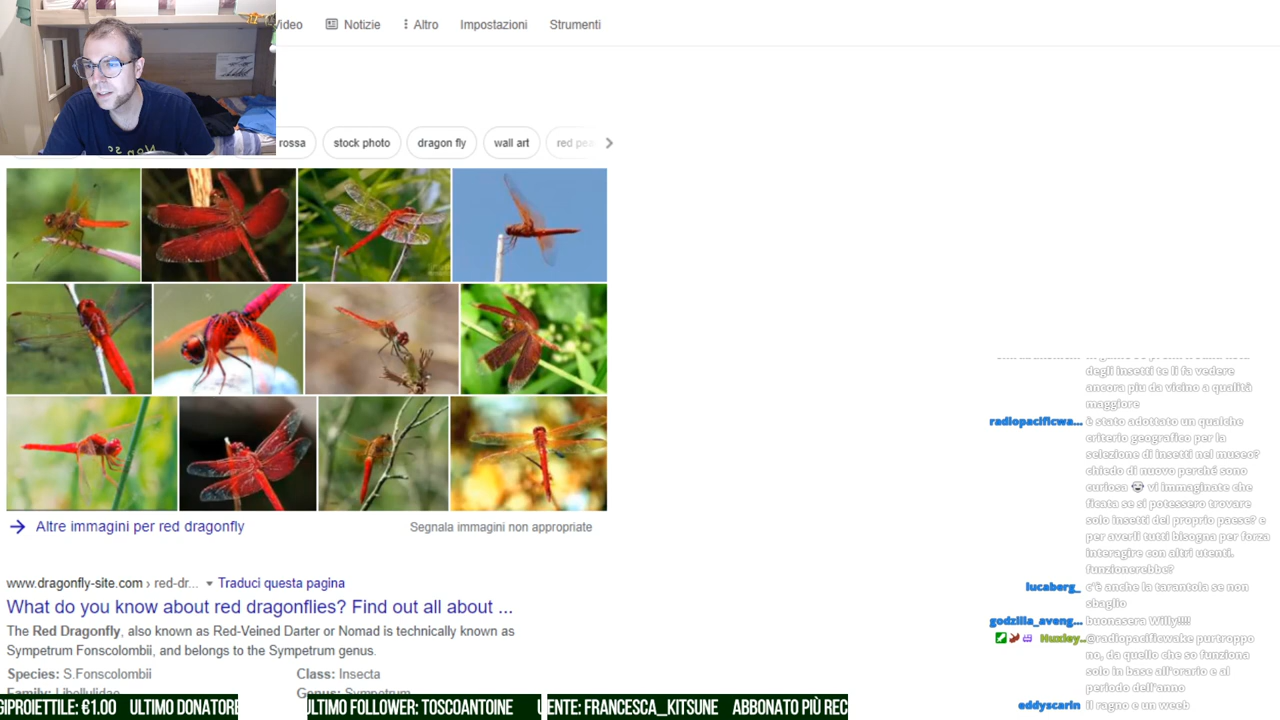 Notizie
Altro
Impostazioni
Strumenti
rossa
stock photo
dragon fly
wall art
red
Altre immagini per red dragonfly
Segnala immagini non appropriate
www.dragonfly-site.com › red-dr...
Traduci questa pagina
What do you know about red dragonflies? Find out all about ...
The Red Dragonfly, also known as Red-Veined Darter or Nomad is technically known as
Sympetrum Fonscolombii, and belongs to the Sympetrum genus.
Species: S.Fonscolombii
Class: Insecta
Family: Libellulidae
Genus: Sympetrum
degli insetti te li fa vedere
ancora piu da vicino a qualità
maggiore
radiopacificwa... è stato adottato un qualche
criterio geografico per la
selezione di insetti nel museo?
chiedo di nuovo perché sono
curiosa 😂 vi immaginate che
ficata se si potessero trovare
solo insetti del proprio paese? e
per averli tutti bisogna per forza
interagire con altri utenti.
funzionerebbe?
lucaberg_ c'è anche la tarantola se non
sbaglio
godzilla_aveng... buonasera Willy!!!!
Huxley... @radiopacificwake purtroppo
no, da quello che so funziona
solo in base all'orario e al
periodo dell'anno
eddyscarin Il ragno e un weeb
GIPROIETTILE: €1.00 ULTIMO DONATORE
ULTIMO FOLLOWER: TOSCOANTOINE
ENTE: FRANCESCA_KITSUNE ABBONATO PIÙ REC